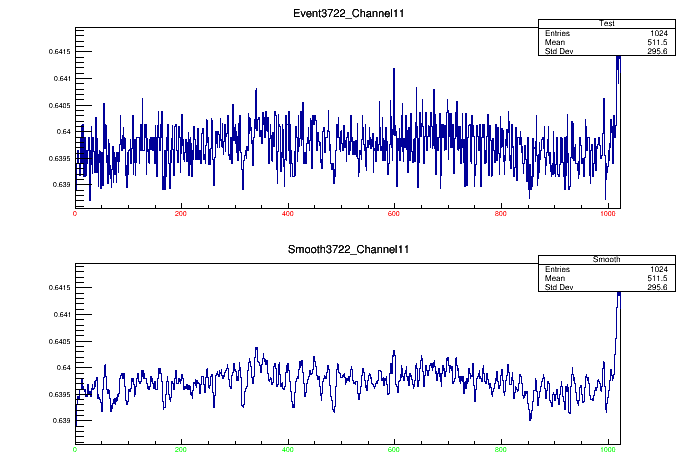 Event3722_Channel11
Test
Entries 1024
Mean 511.5
Std Dev 295.6
0.6415
0.641
0.6405
0.64
0.6395
0.639
0 200 400 600 800 1000
Smooth3722_Channel11
Smooth
Entries 1024
Mean 511.5
Std Dev 295.6
0.6415
0.641
0.6405
0.64
0.6395
0.639
0 200 400 600 800 1000